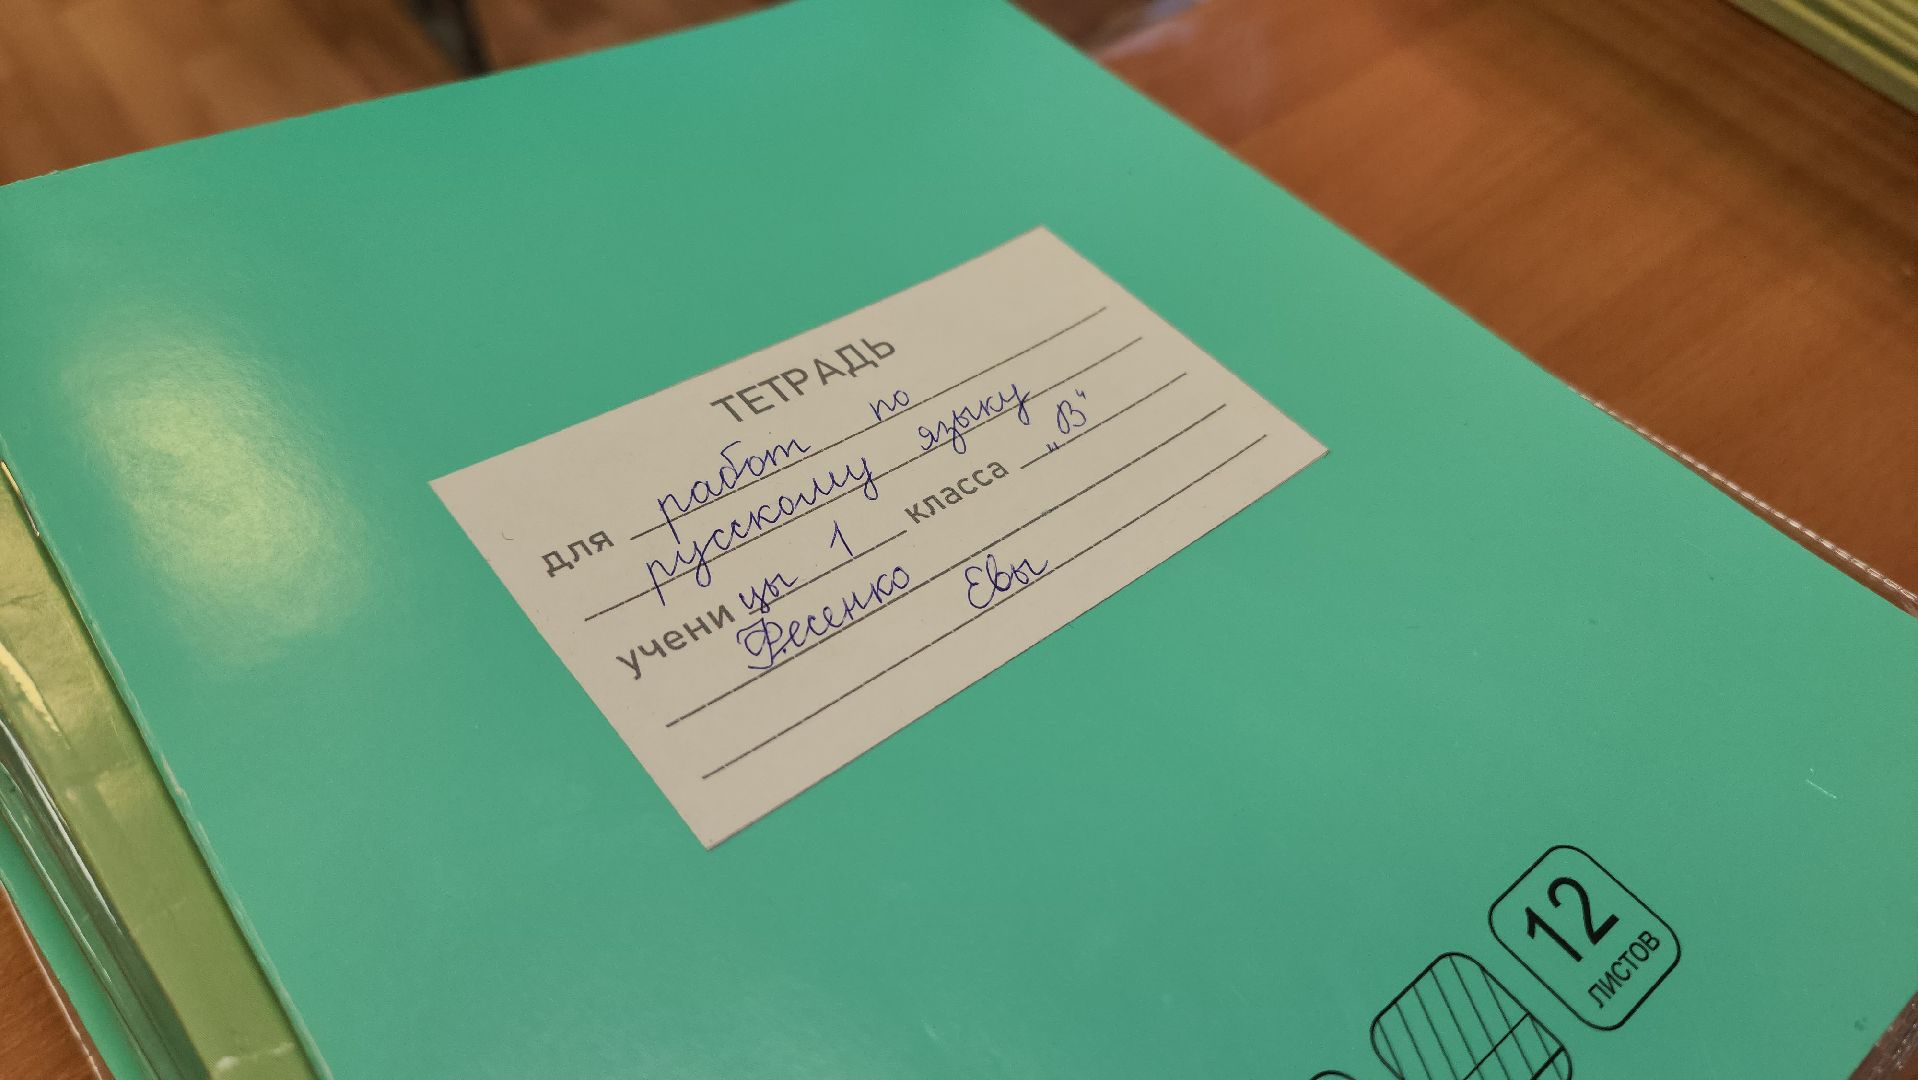 ТЕТРАДЬ
для работ по
русскому языку
ученицы 1 класса „В“
Фесенко Евы
12
ЛИСТОВ